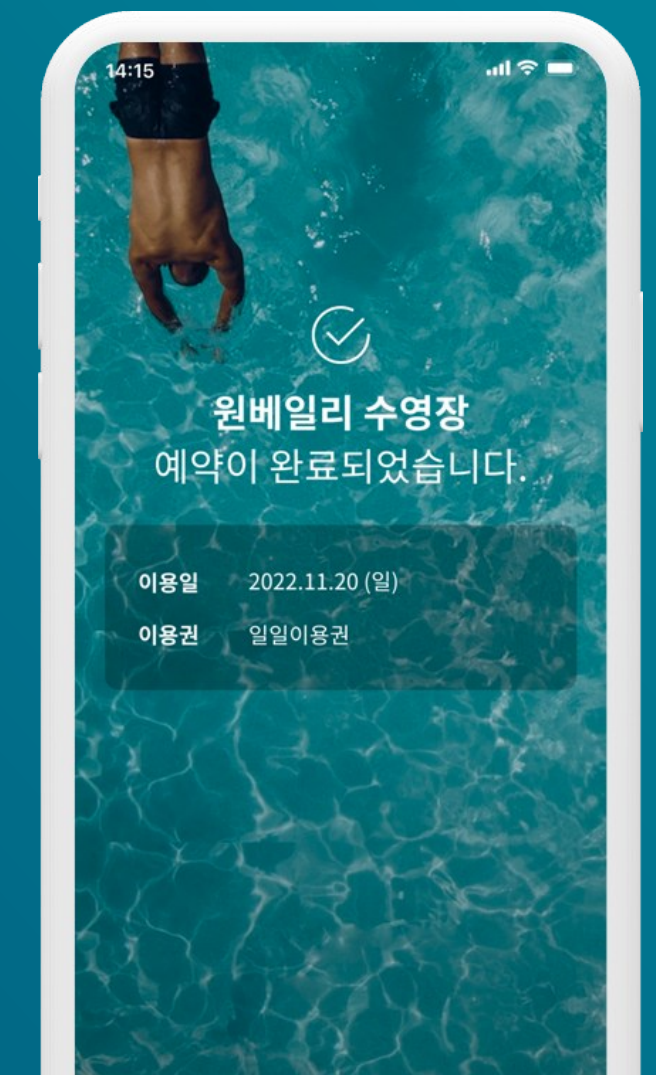 14:15
원베일리 수영장
예약이 완료되었습니다.
이용일 2022.11.20 (일)
이용권 일일이용권